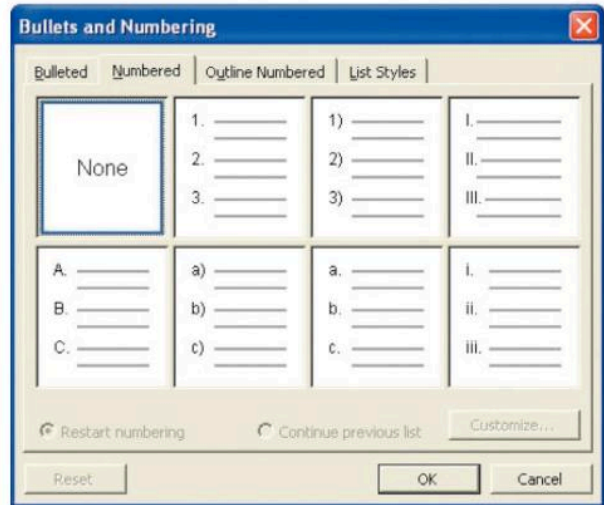 Bullets and Numbering
Bulleted Numbered Outline Numbered List Styles
None
1.
2.
3.
1)
2)
3)
I.
II.
III.
A.
B.
C.
a)
b)
c)
a.
b.
c.
i.
ii.
iii.
Restart numbering Continue previous list Customize...
Reset OK Cancel